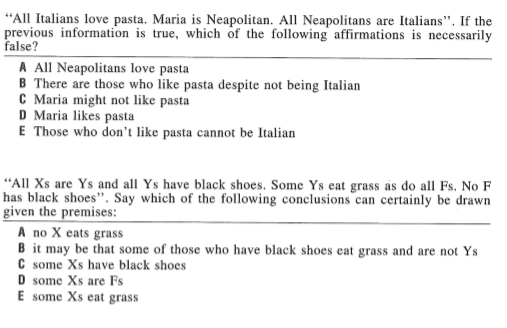 “All Italians love pasta. Maria is Neapolitan. All Neapolitans are Italians”. If the
previous information is true, which of the following affirmations is necessarily
false?
A All Neapolitans love pasta
B There are those who like pasta despite not being Italian
C Maria might not like pasta
D Maria likes pasta
E Those who don’t like pasta cannot be Italian
“All Xs are Ys and all Ys have black shoes. Some Ys eat grass as do all Fs. No F
has black shoes”. Say which of the following conclusions can certainly be drawn
given the premises:
A no X eats grass
B it may be that some of those who have black shoes eat grass and are not Ys
C some Xs have black shoes
D some Xs are Fs
E some Xs eat grass